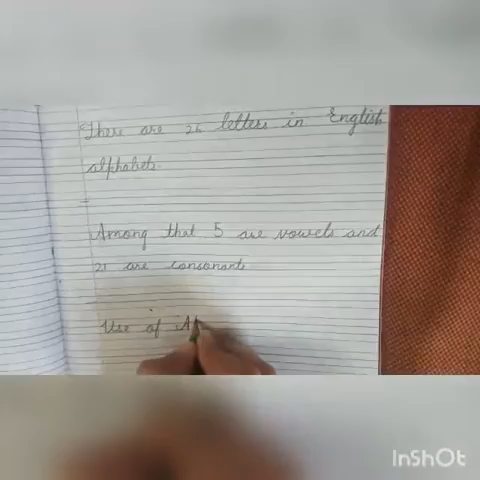 There are 26 letters in English
alphabets.
Among that 5 are vowels and
21 are consonants
Use of 'A
InShOt